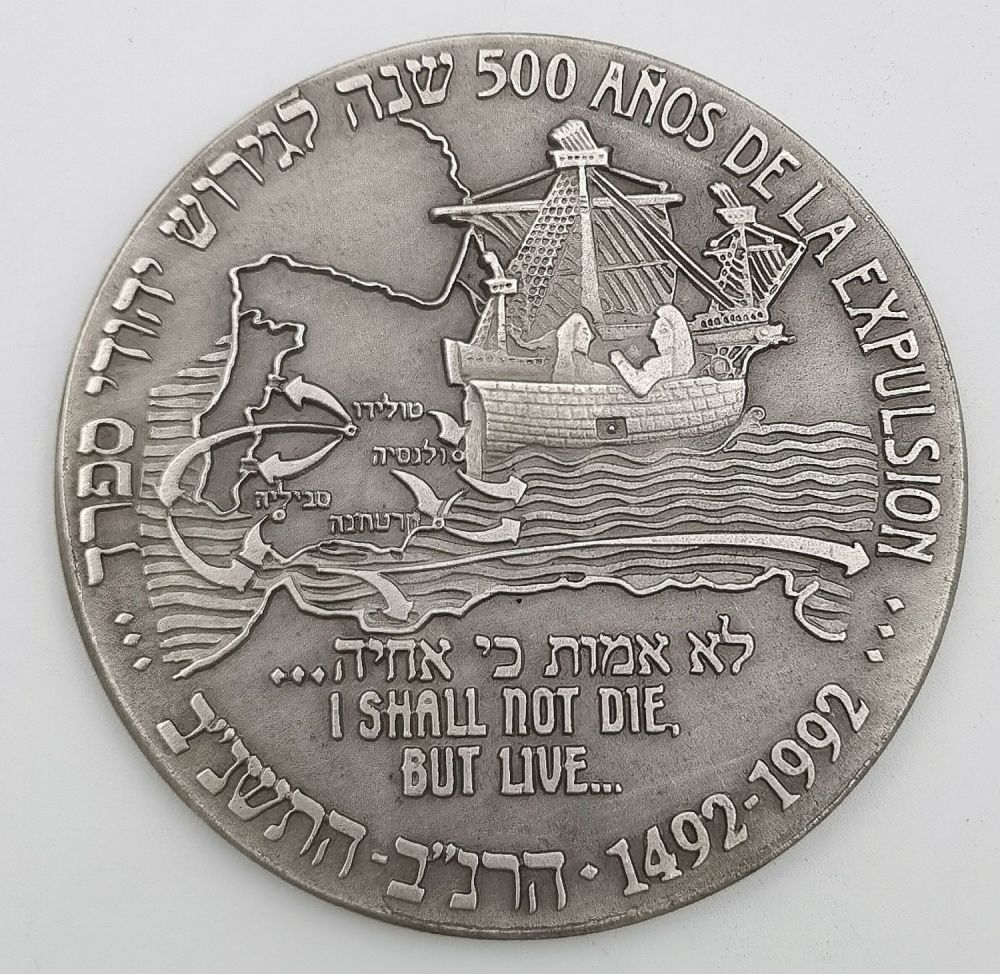 500 שנה לגירוש יהודי ספרד
500 AÑOS DE LA EXPULSION
טולידו
ולנסיה
סביליה
קרטחנה
לא אמות כי אחיה...
I SHALL NOT DIE,
BUT LIVE...
הרנ״ב-התשנ״ב · 1492-1992